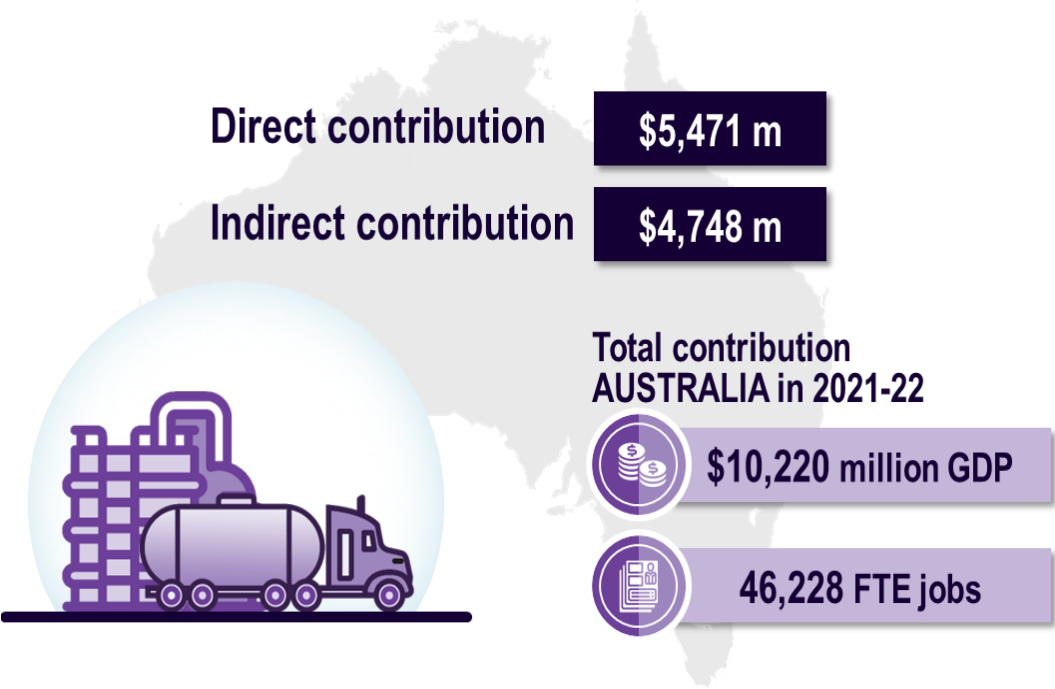 Direct contribution $5,471 m
Indirect contribution $4,748 m
Total contribution
AUSTRALIA in 2021-22
$10,220 million GDP
46,228 FTE jobs